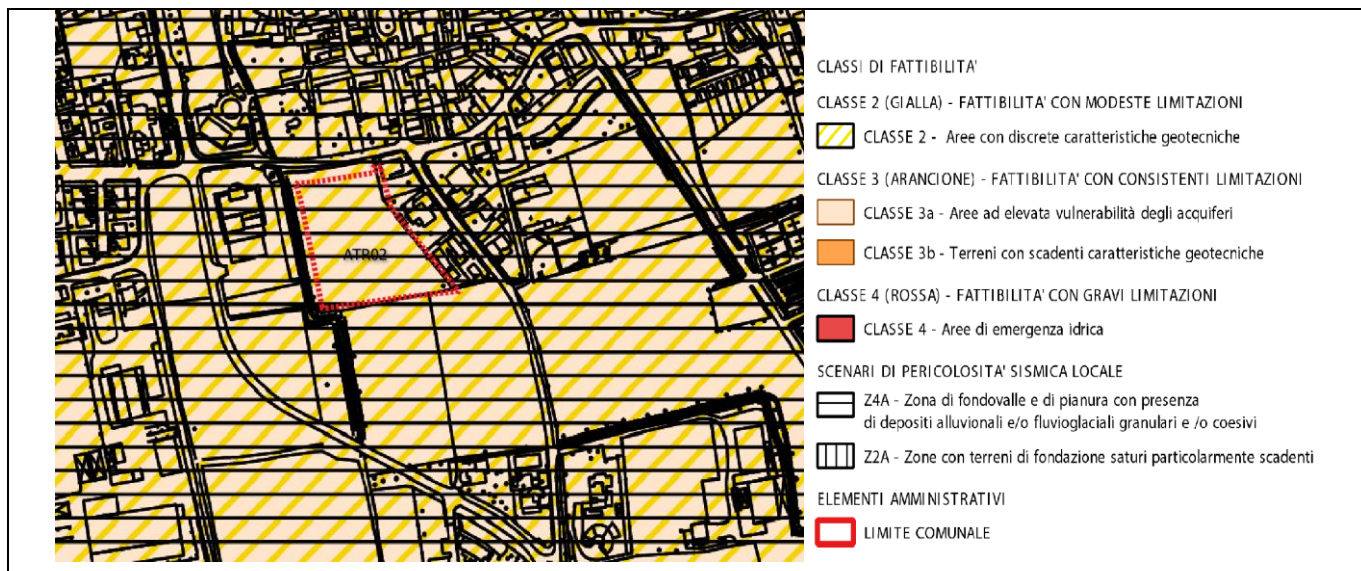 ATR02
CLASSI DI FATTIBILITA'
CLASSE 2 (GIALLA) - FATTIBILITA' CON MODESTE LIMITAZIONI
CLASSE 2 - Aree con discrete caratteristiche geotecniche
CLASSE 3 (ARANCIONE) - FATTIBILITA' CON CONSISTENTI LIMITAZIONI
CLASSE 3a - Aree ad elevata vulnerabilità degli acquiferi
CLASSE 3b - Terreni con scadenti caratteristiche geotecniche
CLASSE 4 (ROSSA) - FATTIBILITA' CON GRAVI LIMITAZIONI
CLASSE 4 - Aree di emergenza idrica
SCENARI DI PERICOLOSITA' SISMICA LOCALE
Z4A - Zona di fondovalle e di pianura con presenza
di depositi alluvionali e/o fluvioglaciali granulari e /o coesivi
Z2A - Zone con terreni di fondazione saturi particolarmente scadenti
ELEMENTI AMMINISTRATIVI
LIMITE COMUNALE